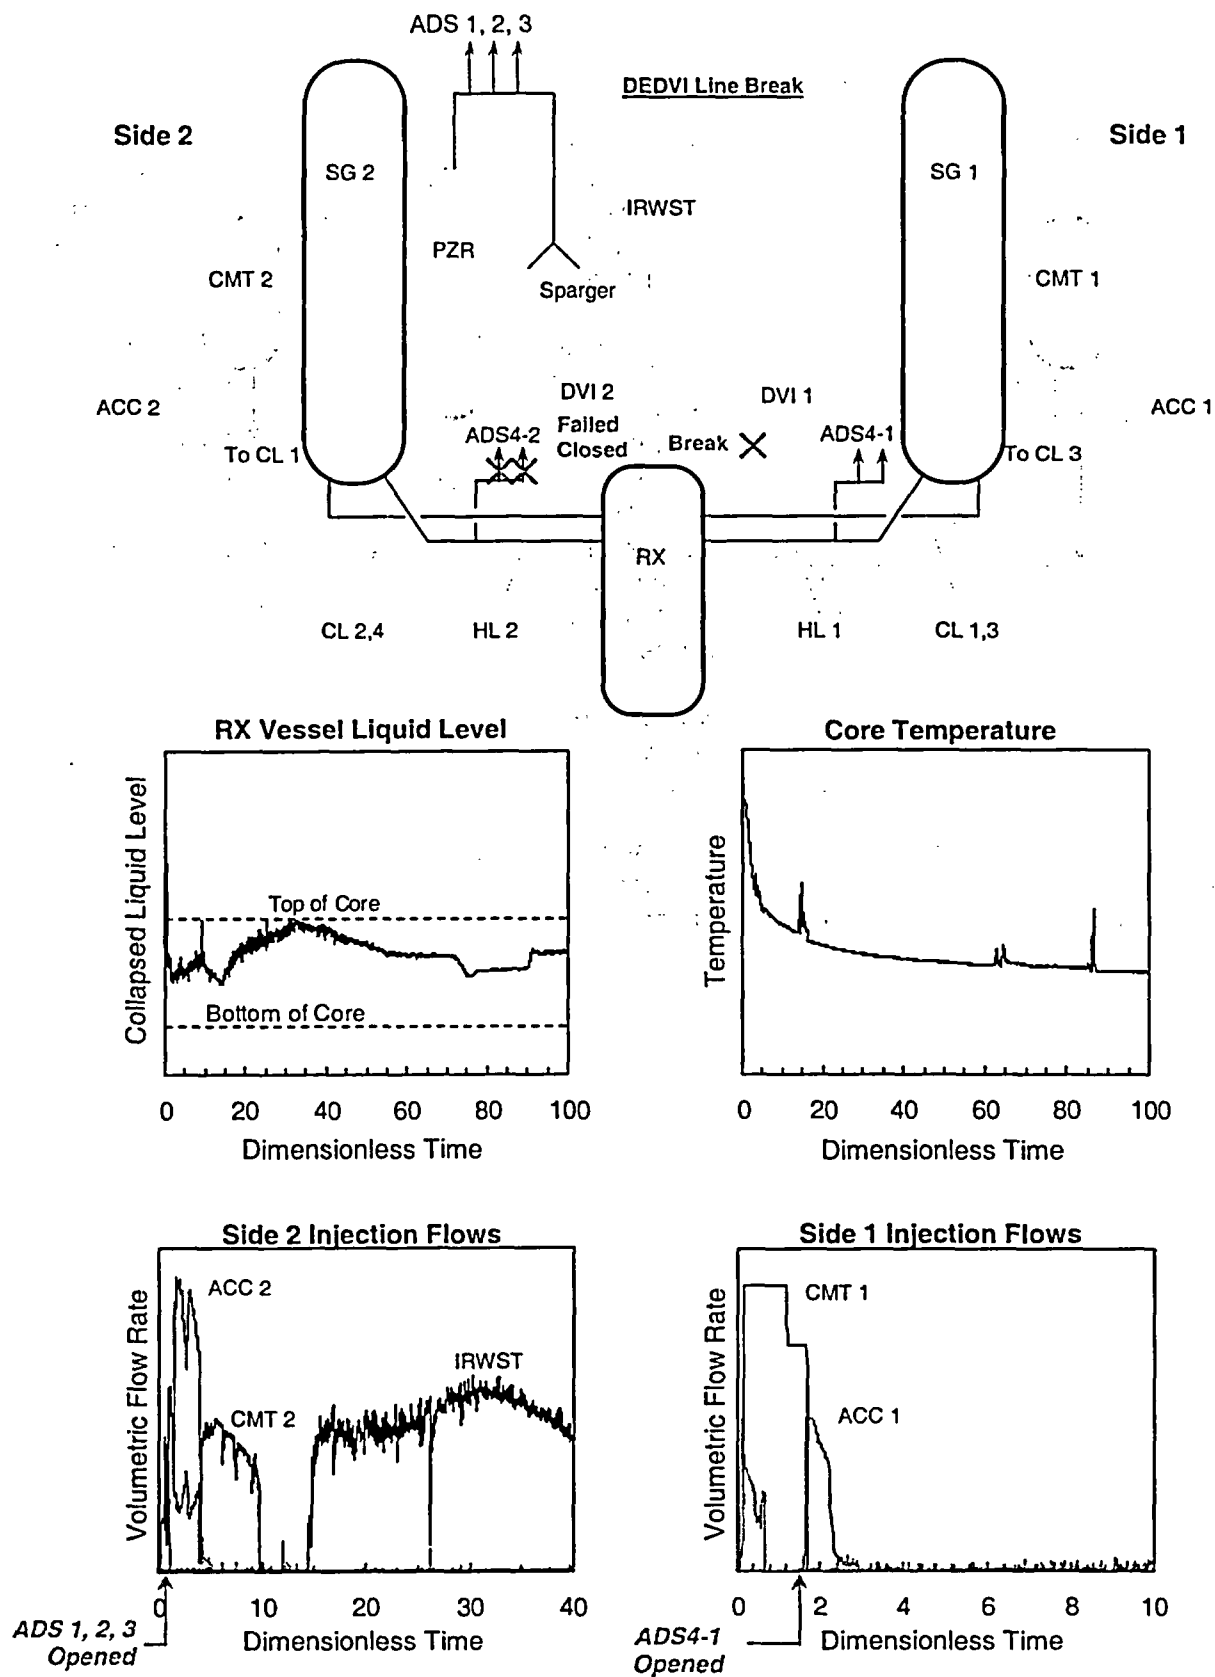 ADS 1, 2, 3
DEDVI Line Break
Side 2
Side 1
SG 2
SG 1
IRWST
PZR
CMT 2
CMT 1
Sparger
DVI 2
DVI 1
ACC 2
ACC 1
Failed
Closed
ADS4-2
Break
ADS4-1
To CL 1
To CL 3
RX
CL 2,4
HL 2
HL 1
CL 1,3
RX Vessel Liquid Level
Collapsed Liquid Level
Top of Core
Bottom of Core
0 20 40 60 80 100
Dimensionless Time
Core Temperature
Temperature
0 20 40 60 80 100
Dimensionless Time
Side 2 Injection Flows
Volumetric Flow Rate
ACC 2
IRWST
CMT 2
0 10 20 30 40
Dimensionless Time
ADS 1, 2, 3
Opened
Side 1 Injection Flows
Volumetric Flow Rate
CMT 1
ACC 1
0 2 4 6 8 10
Dimensionless Time
ADS4-1
Opened